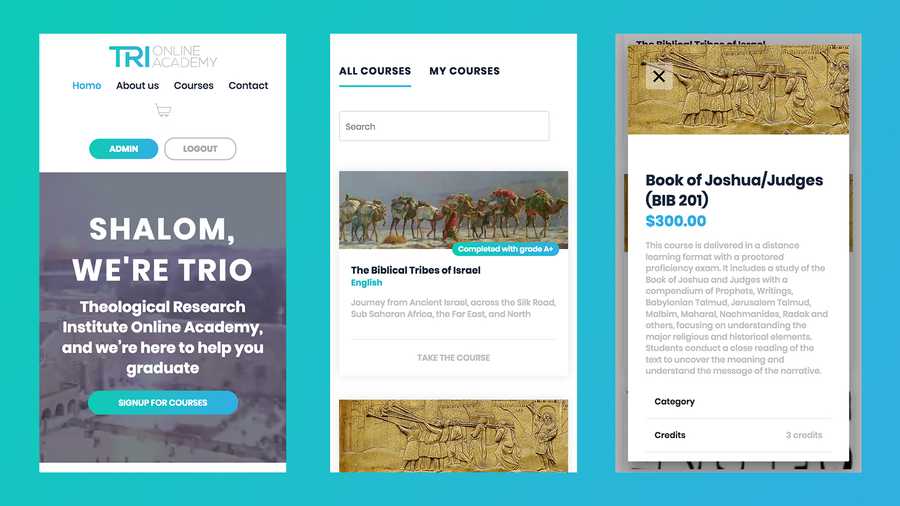 TRI ONLINE
ACADEMY
Home About us Courses Contact
ADMIN LOGOUT
SHALOM,
WE'RE TRIO
Theological Research
Institute Online Academy,
and we're here to help you
graduate
SIGNUP FOR COURSES
ALL COURSES MY COURSES
Search
Completed with grade A+
The Biblical Tribes of Israel
English
Journey from Ancient Israel, across the Silk Road,
Sub Saharan Africa, the Far East, and North
TAKE THE COURSE
The Biblical Tribes of Israel
Book of Joshua/Judges
(BIB 201)
$300.00
This course is delivered in a distance
learning format with a proctored
proficiency exam. It includes a study of the
Book of Joshua and Judges with a
compendium of Prophets, Writings,
Babylonian Talmud, Jerusalem Talmud,
Malbim, Maharal, Nachmanides, Radak and
others, focusing on understanding the
major religious and historical elements.
Students conduct a close reading of the
text to uncover the meaning and
understand the message of the narrative.
Category
Credits 3 credits